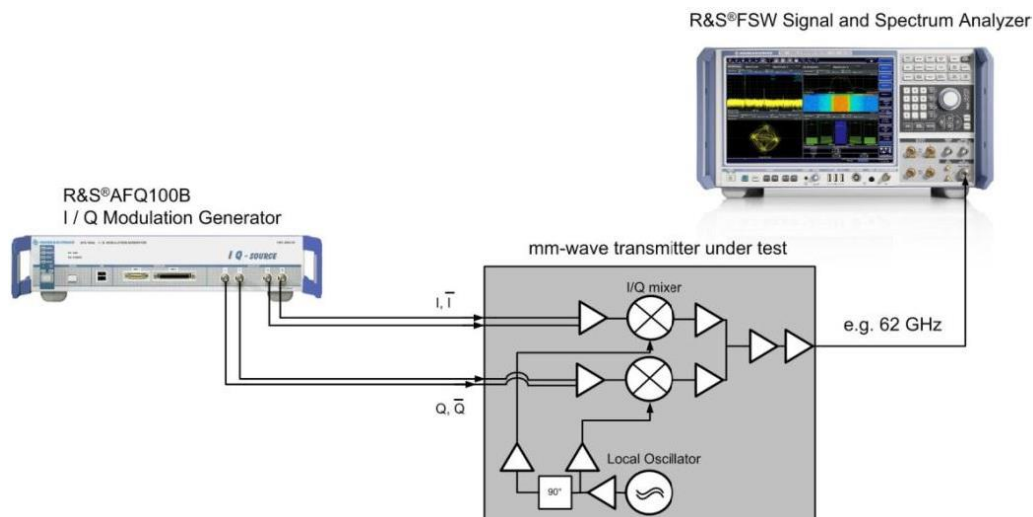 R&S®FSW Signal and Spectrum Analyzer
R&S®AFQ100B
I / Q Modulation Generator
I Q - SOURCE
mm-wave transmitter under test
I/Q mixer
I, I̅
e.g. 62 GHz
Q, Q̅
Local Oscillator
90°